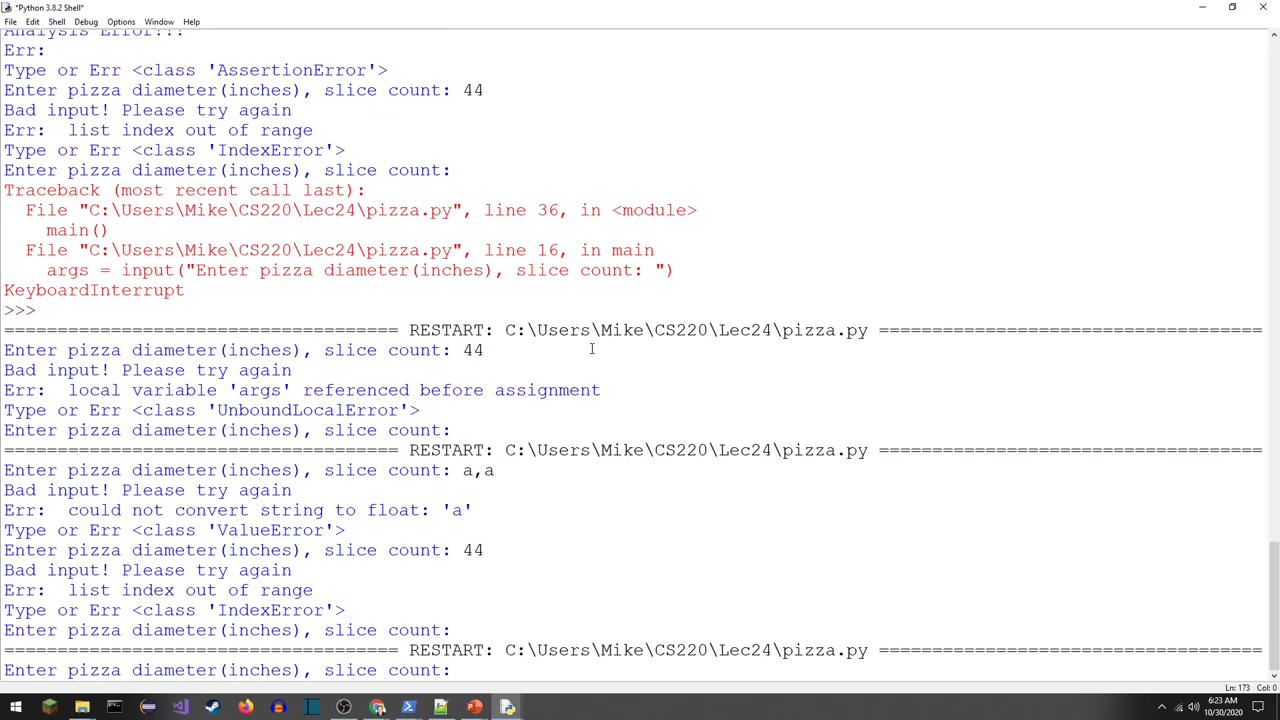 *Python 3.8.2 Shell*
File Edit Shell Debug Options Window Help
Analysis Error!!!
Err:
Type or Err <class 'AssertionError'>
Enter pizza diameter(inches), slice count: 44
Bad input! Please try again
Err:  list index out of range
Type or Err <class 'IndexError'>
Enter pizza diameter(inches), slice count:
Traceback (most recent call last):
  File "C:\Users\Mike\CS220\Lec24\pizza.py", line 36, in <module>
    main()
  File "C:\Users\Mike\CS220\Lec24\pizza.py", line 16, in main
    args = input("Enter pizza diameter(inches), slice count: ")
KeyboardInterrupt
>>>
===================================== RESTART: C:\Users\Mike\CS220\Lec24\pizza.py ====================================
Enter pizza diameter(inches), slice count: 44
Bad input! Please try again
Err:  local variable 'args' referenced before assignment
Type or Err <class 'UnboundLocalError'>
Enter pizza diameter(inches), slice count:
===================================== RESTART: C:\Users\Mike\CS220\Lec24\pizza.py ====================================
Enter pizza diameter(inches), slice count: a,a
Bad input! Please try again
Err:  could not convert string to float: 'a'
Type or Err <class 'ValueError'>
Enter pizza diameter(inches), slice count: 44
Bad input! Please try again
Err:  list index out of range
Type or Err <class 'IndexError'>
Enter pizza diameter(inches), slice count:
===================================== RESTART: C:\Users\Mike\CS220\Lec24\pizza.py ====================================
Enter pizza diameter(inches), slice count:
Ln: 173 Col: 0
6:23 AM
10/30/2020